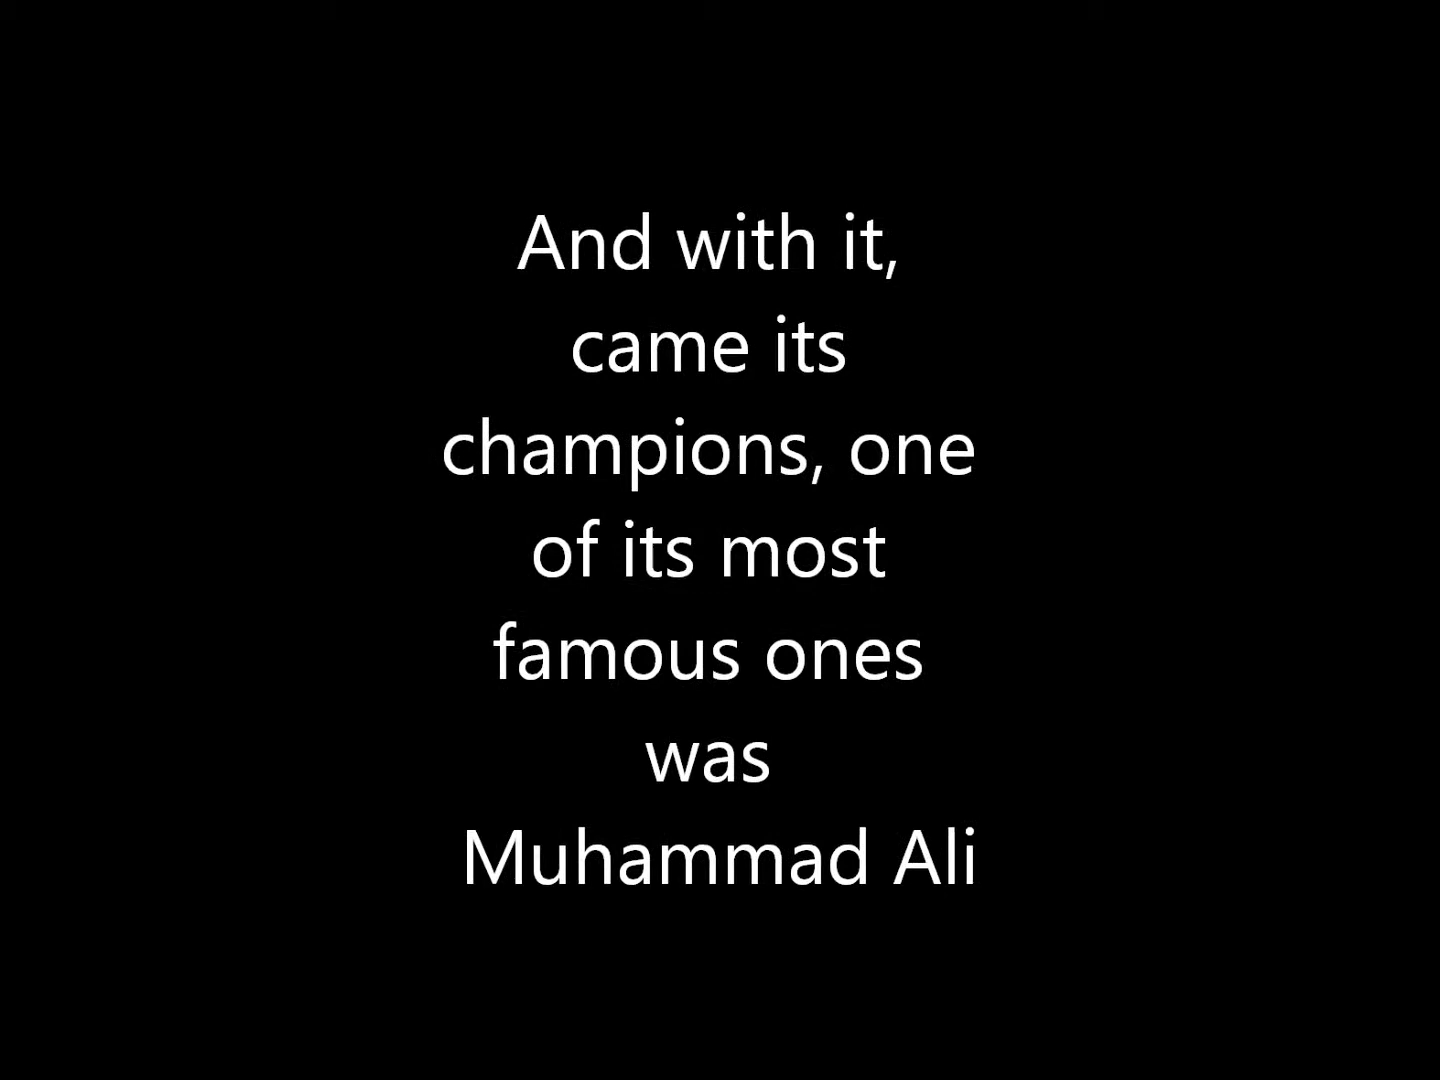 And with it,
came its
champions, one
of its most
famous ones
was
Muhammad Ali